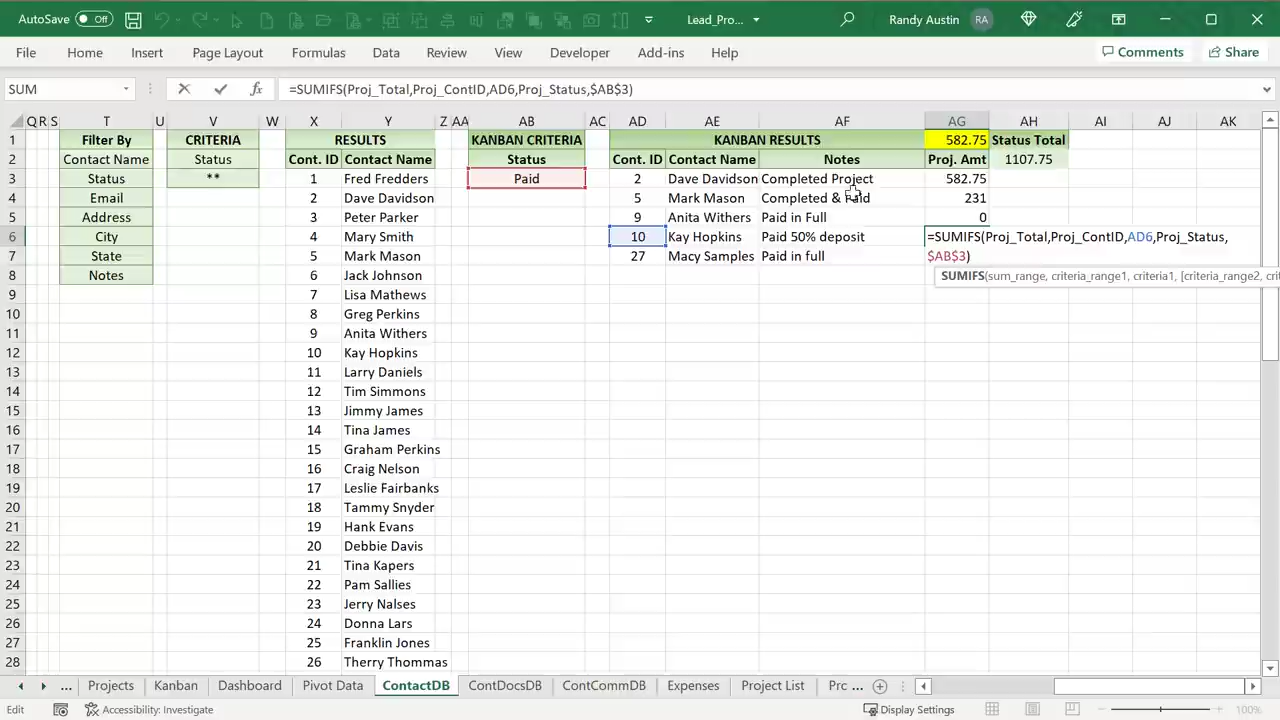 AutoSave Off Lead_Pro... Randy Austin RA
File Home Insert Page Layout Formulas Data Review View Developer Add-ins Help Comments Share
SUM fx =SUMIFS(Proj_Total,Proj_ContID,AD6,Proj_Status,$AB$3)
Q R S T U V W X Y Z AA AB AC AD AE AF AG AH AI AJ AK
1 Filter By CRITERIA RESULTS KANBAN CRITERIA KANBAN RESULTS 582.75 Status Total
2 Contact Name Status Cont. ID Contact Name Status Cont. ID Contact Name Notes Proj. Amt 1107.75
3 Status ** 1 Fred Fredders Paid 2 Dave Davidson Completed Project 582.75
4 Email 2 Dave Davidson 5 Mark Mason Completed & Paid 231
5 Address 3 Peter Parker 9 Anita Withers Paid in Full 0
6 City 4 Mary Smith 10 Kay Hopkins Paid 50% deposit =SUMIFS(Proj_Total,Proj_ContID,AD6,Proj_Status,
7 State 5 Mark Mason 27 Macy Samples Paid in full $AB$3)
8 Notes 6 Jack Johnson SUMIFS(sum_range, criteria_range1, criteria1, [criteria_range2, crit
9 7 Lisa Mathews
10 8 Greg Perkins
11 9 Anita Withers
12 10 Kay Hopkins
13 11 Larry Daniels
14 12 Tim Simmons
15 13 Jimmy James
16 14 Tina James
17 15 Graham Perkins
18 16 Craig Nelson
19 17 Leslie Fairbanks
20 18 Tammy Snyder
21 19 Hank Evans
22 20 Debbie Davis
23 21 Tina Kapers
24 22 Pam Sallies
25 23 Jerry Nalses
26 24 Donna Lars
27 25 Franklin Jones
28 26 Therry Thommas
... Projects Kanban Dashboard Pivot Data ContactDB ContDocsDB ContCommDB Expenses Project List Prc ...
Edit Accessibility: Investigate Display Settings 100%